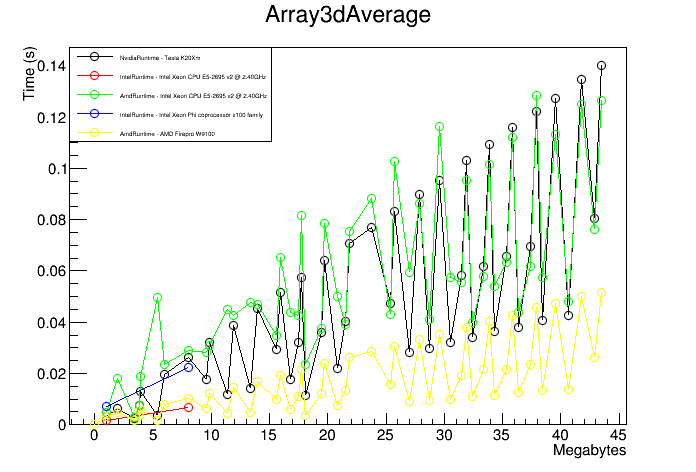 Array3dAverage
Time (s)
NvidiaRuntime - Tesla K20Xm
IntelRuntime - Intel Xeon CPU E5-2695 v2 @ 2.40GHz
AmdRuntime - Intel Xeon CPU E5-2695 v2 @ 2.40GHz
IntelRuntime - Intel Xeon Phi coprocessor x100 family
AmdRuntime - AMD Firepro W9100
0.14
0.12
0.1
0.08
0.06
0.04
0.02
0
0 5 10 15 20 25 30 35 40 45
Megabytes